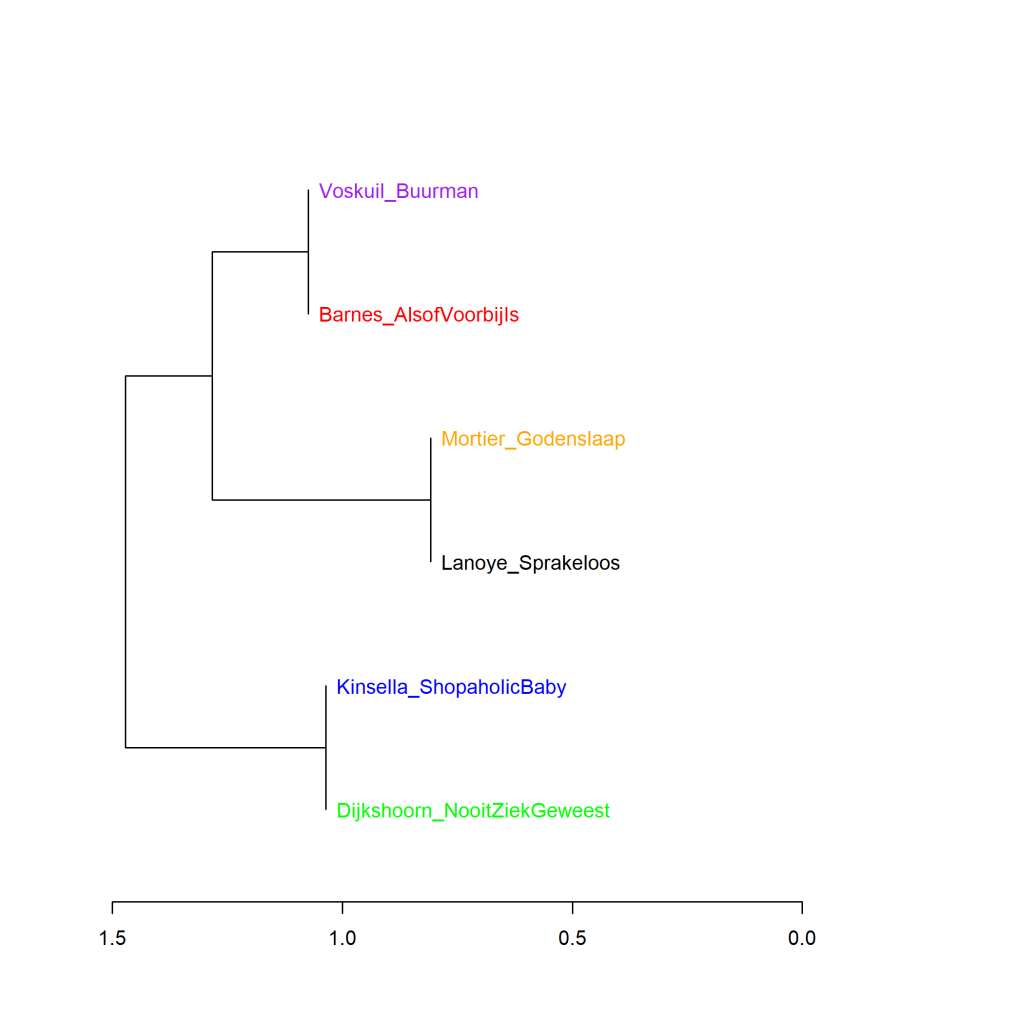 Voskuil_Buurman
Barnes_AlsofVoorbijIs
Mortier_Godenslaap
Lanoye_Sprakeloos
Kinsella_ShopaholicBaby
Dijkshoorn_NooitZiekGeweest
1.5 1.0 0.5 0.0